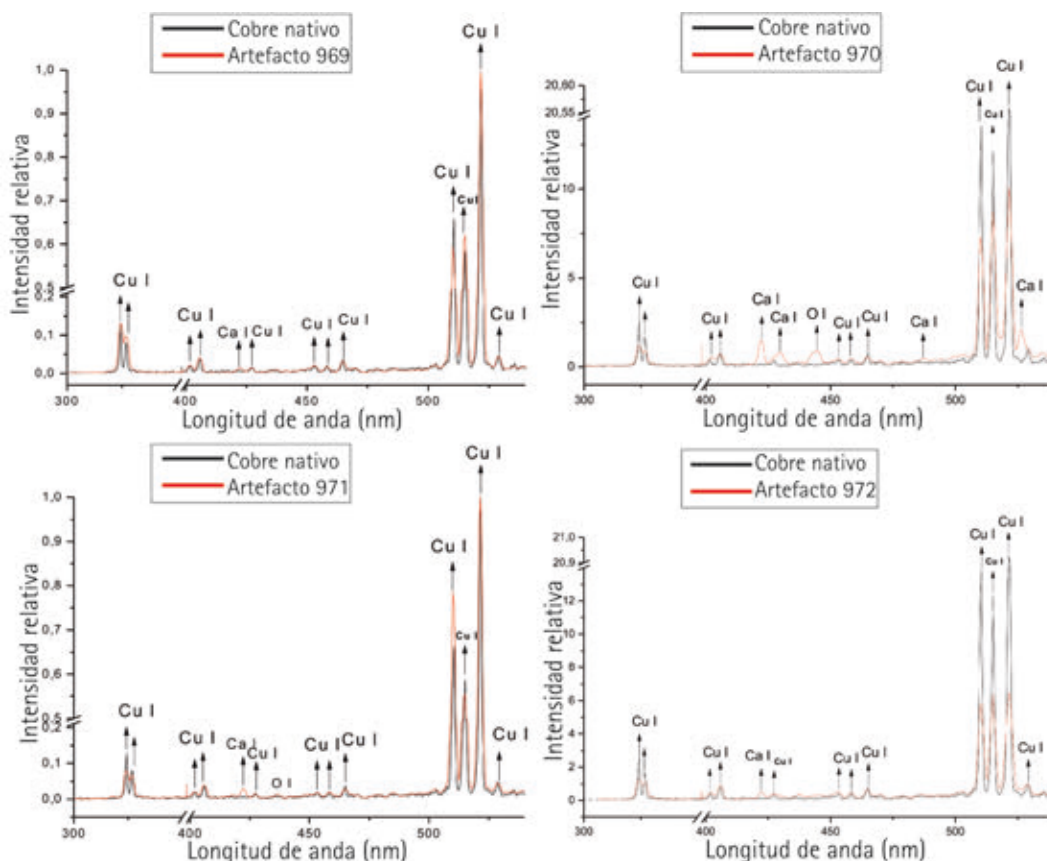 Cobre nativo
Artefacto 969
Intensidad relativa
1,0
0,9
0,8
0,7
0,6
0,5
0,2
0,1
0,0
Cu I
Cu I
Cu I
Ca I
Cu I
Cu I
Cu I
Cu I
Cu I
Cu I
Cu I
300
400
450
500
Longitud de anda (nm)
Cobre nativo
Artefacto 970
Intensidad relativa
20,60
20,55
10
5
0
Cu I
Cu I
Ca I
Ca I
O I
Cu I
Cu I
Ca I
Cu I
Cu I
Cu I
Ca I
300
400
450
500
Longitud de anda (nm)
Cobre nativo
Artefacto 971
Intensidad relativa
1,0
0,9
0,8
0,7
0,6
0,5
0,2
0,1
0,0
Cu I
Cu I
Ca I
Cu I
O I
Cu I
Cu I
Cu I
Cu I
Cu I
Cu I
300
400
450
500
Longitud de anda (nm)
Cobre nativo
Artefacto 972
Intensidad relativa
21,0
20,9
12
10
8
6
4
2
0
Cu I
Cu I
Ca I
Cu I
Cu I
Cu I
Cu I
Cu I
Cu I
Cu I
300
400
450
500
Longitud de anda (nm)